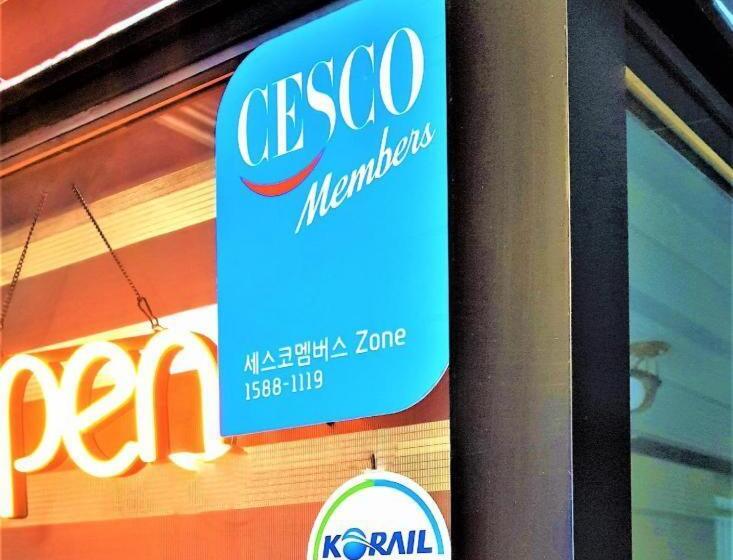 CESCO
Members
세스코멤버스 Zone
1588-1119
pen
KORAIL